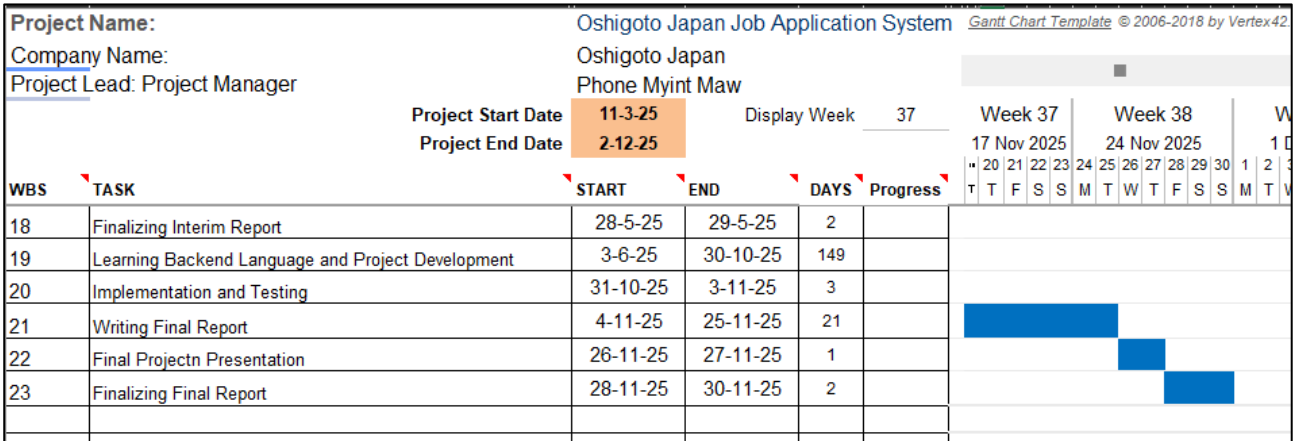 Project Name: Oshigoto Japan Job Application System Gantt Chart Template © 2006-2018 by Vertex42.
Company Name: Oshigoto Japan
Project Lead: Project Manager Phone Myint Maw
Project Start Date 11-3-25 Display Week 37 Week 37 Week 38
Project End Date 2-12-25 17 Nov 2025 24 Nov 2025
20 21 22 23 24 25 26 27 28 29 30 1 2
WBS TASK START END DAYS Progress T T F S S M T W T F S S M T
18 Finalizing Interim Report 28-5-25 29-5-25 2
19 Learning Backend Language and Project Development 3-6-25 30-10-25 149
20 Implementation and Testing 31-10-25 3-11-25 3
21 Writing Final Report 4-11-25 25-11-25 21
22 Final Projectn Presentation 26-11-25 27-11-25 1
23 Finalizing Final Report 28-11-25 30-11-25 2